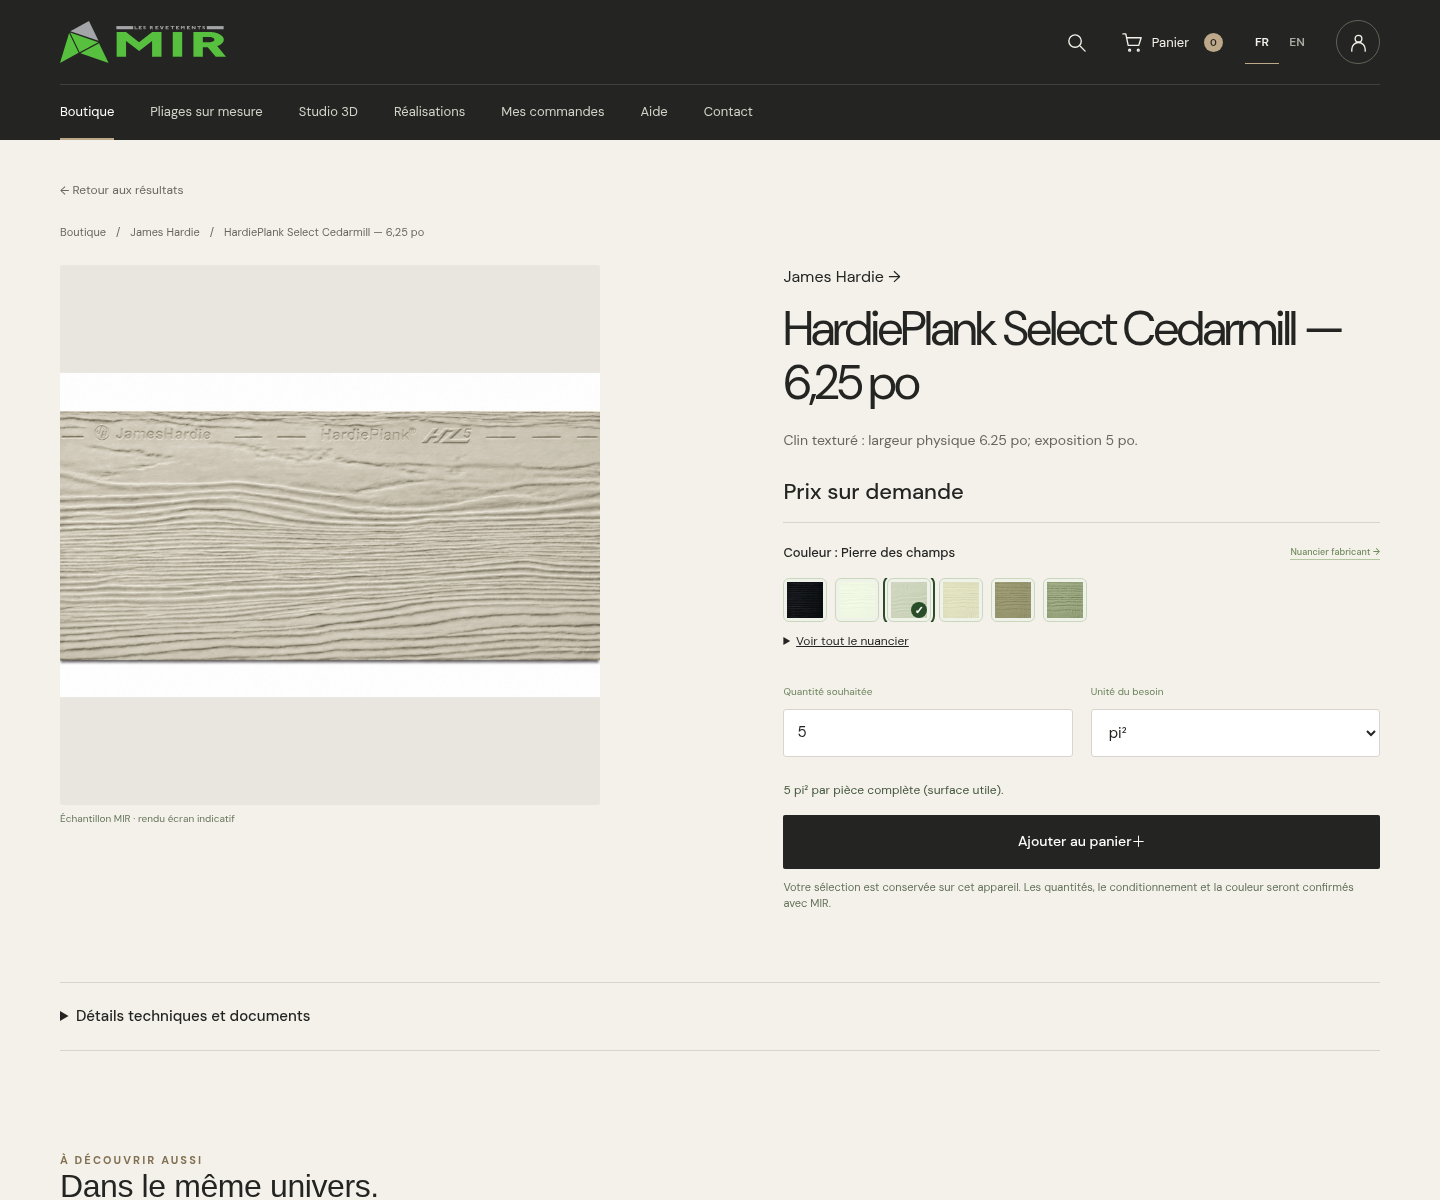 LES REVÊTEMENTS
MIR
Panier 0
FR EN
Boutique Pliages sur mesure Studio 3D Réalisations Mes commandes Aide Contact
← Retour aux résultats
Boutique / James Hardie / HardiePlank Select Cedarmill — 6,25 po
JamesHardie HardiePlank® HZ5
Échantillon MIR · rendu écran indicatif
James Hardie →
HardiePlank Select Cedarmill —
6,25 po
Clin texturé : largeur physique 6.25 po; exposition 5 po.
Prix sur demande
Couleur : Pierre des champs
Nuancier fabricant →
Voir tout le nuancier
Quantité souhaitée Unité du besoin
5 pi²
5 pi² par pièce complète (surface utile).
Ajouter au panier+
Votre sélection est conservée sur cet appareil. Les quantités, le conditionnement et la couleur seront confirmés
avec MIR.
Détails techniques et documents
À DÉCOUVRIR AUSSI
Dans le même univers.